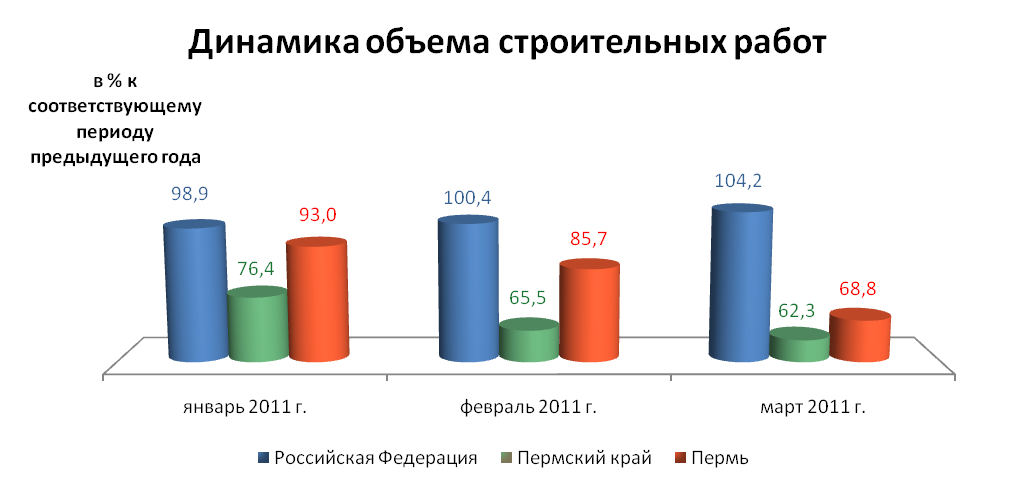 Динамика объема строительных работ
в % к
соответствующему
периоду
предыдущего года
98,9
76,4
93,0
100,4
65,5
85,7
104,2
62,3
68,8
январь 2011 г.
февраль 2011 г.
март 2011 г.
Российская Федерация
Пермский край
Пермь